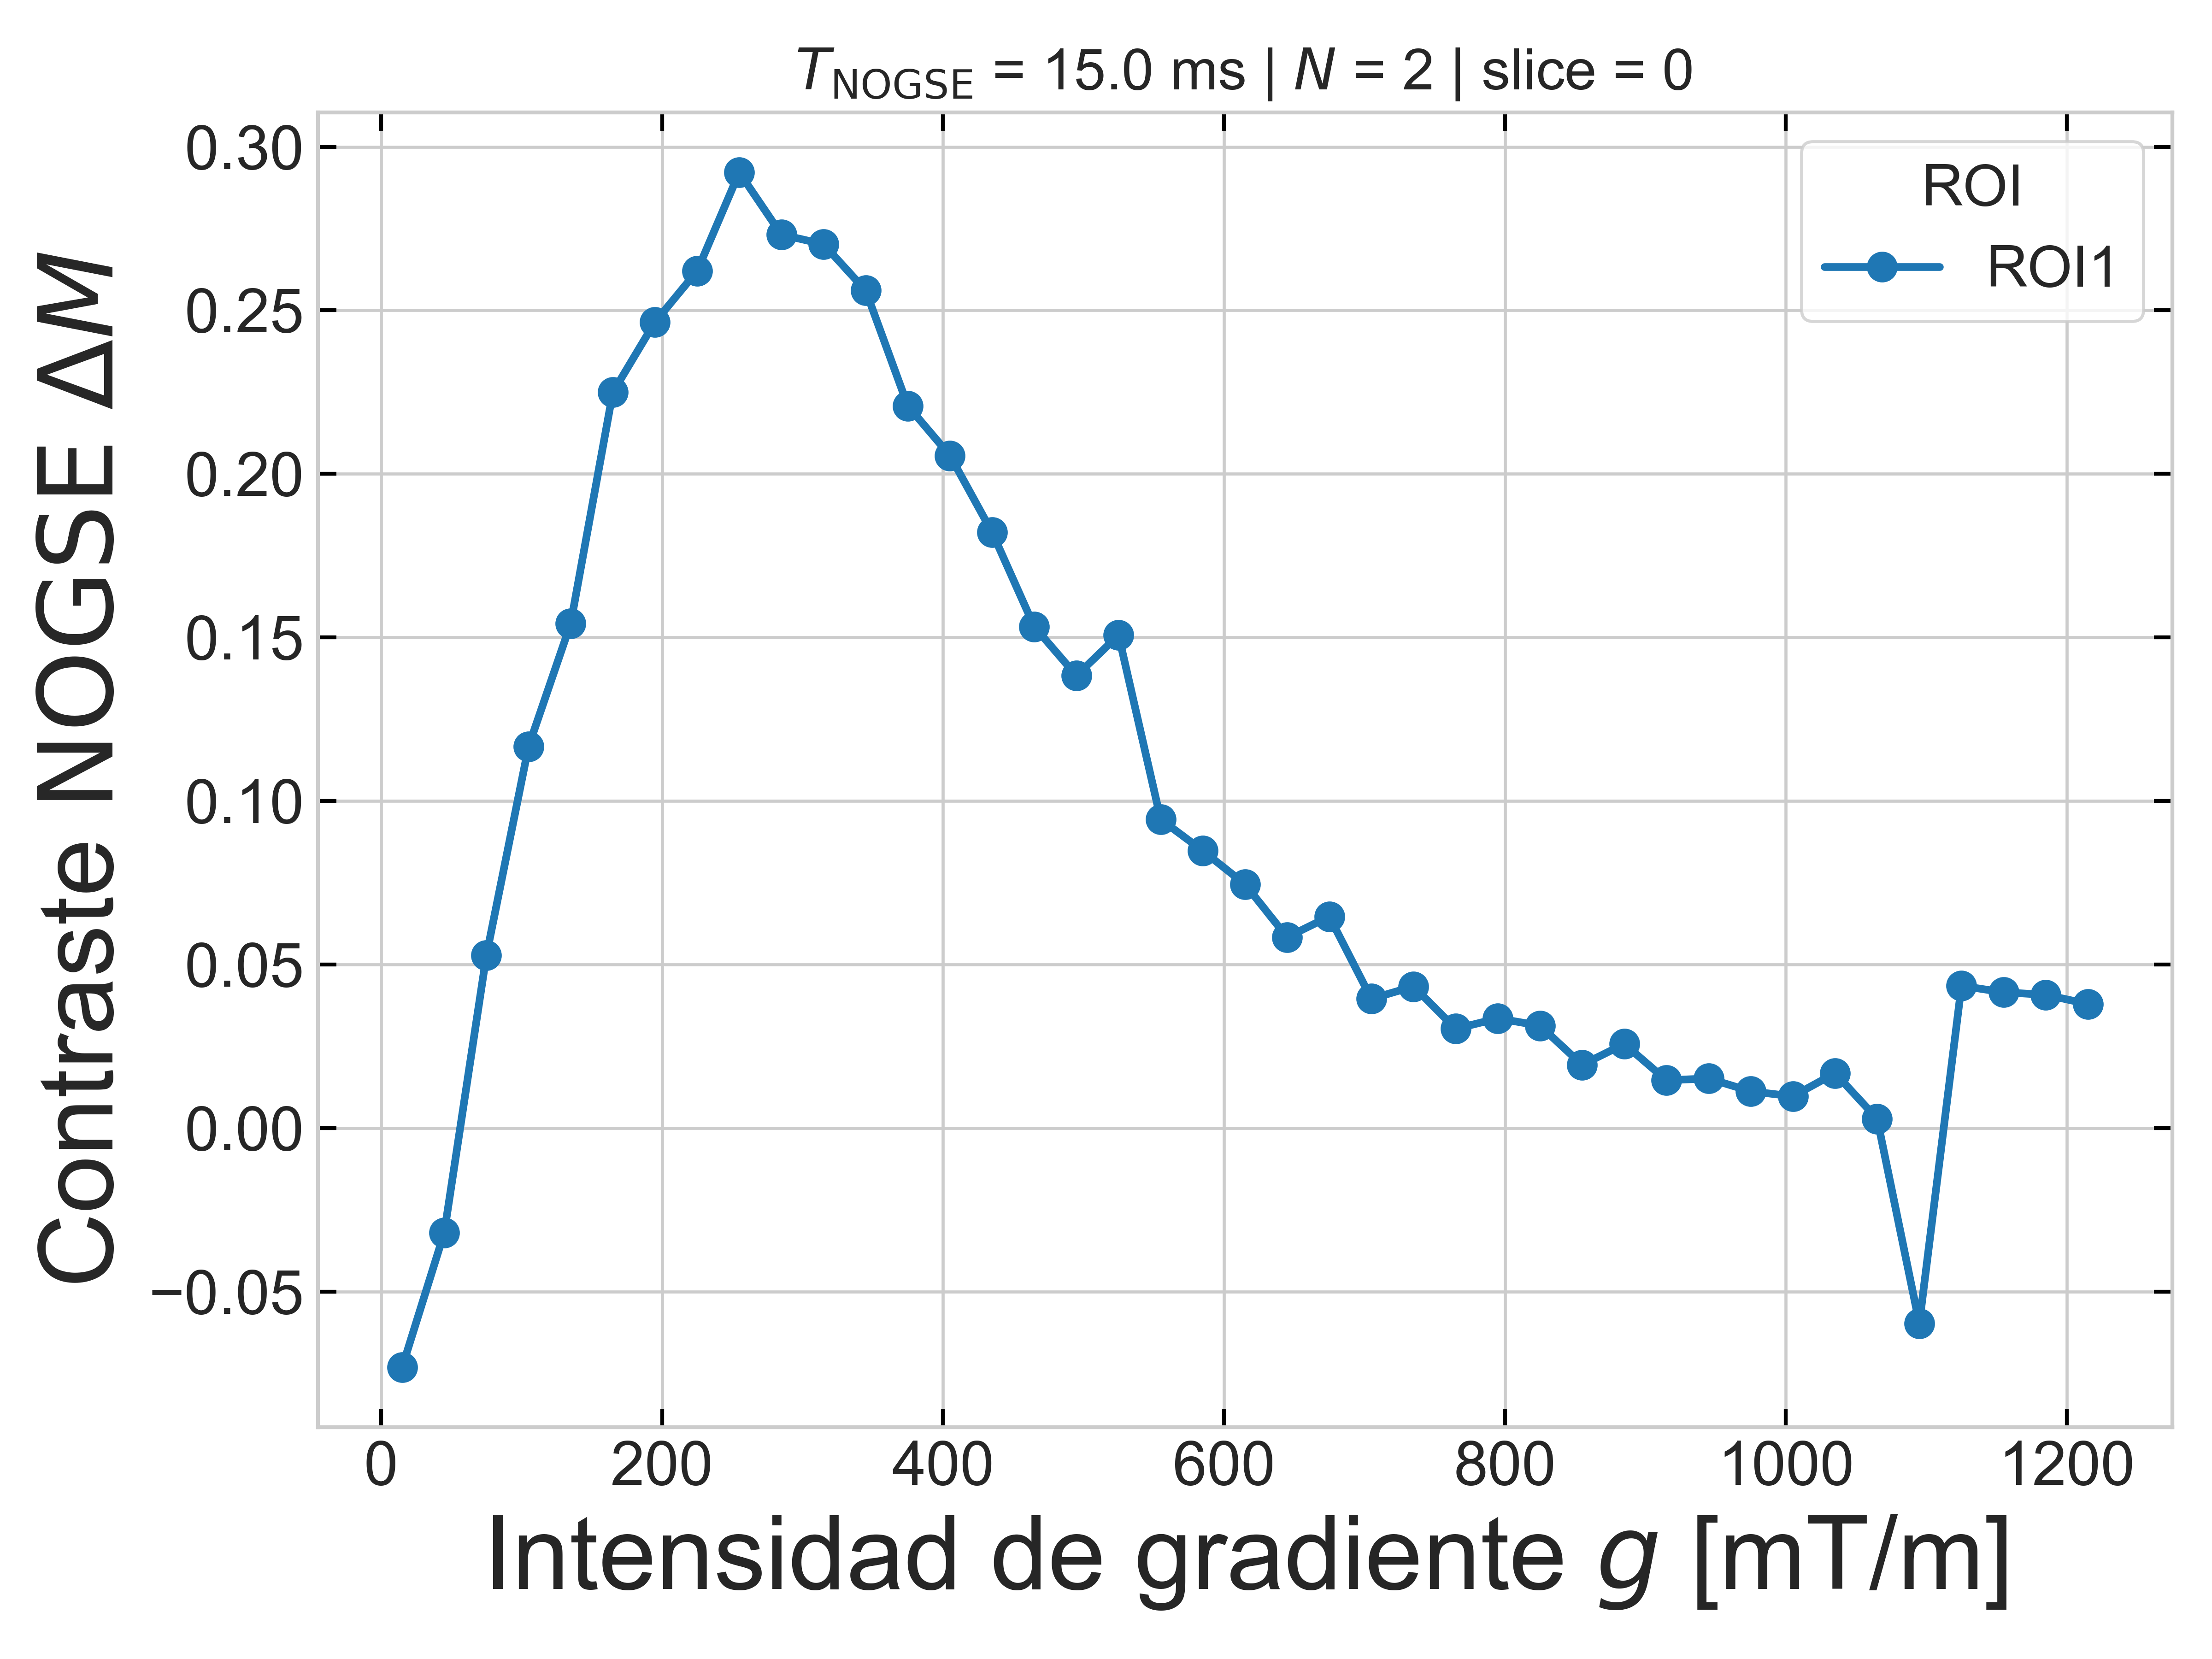 T_NOGSE = 15.0 ms | N = 2 | slice = 0
Contraste NOGSE ΔM
0.30
0.25
0.20
0.15
0.10
0.05
0.00
−0.05
ROI
ROI1
0 200 400 600 800 1000 1200
Intensidad de gradiente g [mT/m]